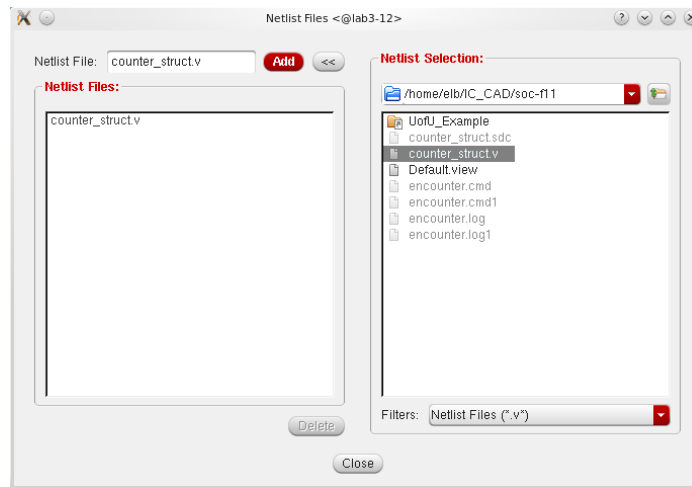 Netlist Files <@lab3-12>
Netlist File: counter_struct.v Add <<
Netlist Files:
counter_struct.v
Delete
Netlist Selection:
/home/elb/IC_CAD/soc-f11
UofU_Example
counter_struct.sdc
counter_struct.v
Default.view
encounter.cmd
encounter.cmd1
encounter.log
encounter.log1
Filters: Netlist Files (*.v*)
Close